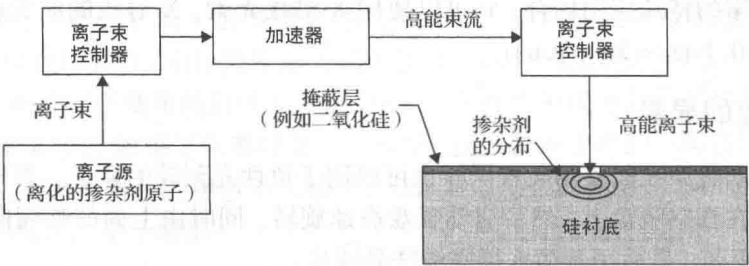 离子束
控制器
加速器
高能束流
离子束
控制器
离子束
掩蔽层
（例如二氧化硅）
掺杂剂
的分布
高能离子束
离子源
（离化的掺杂剂原子）
硅衬底